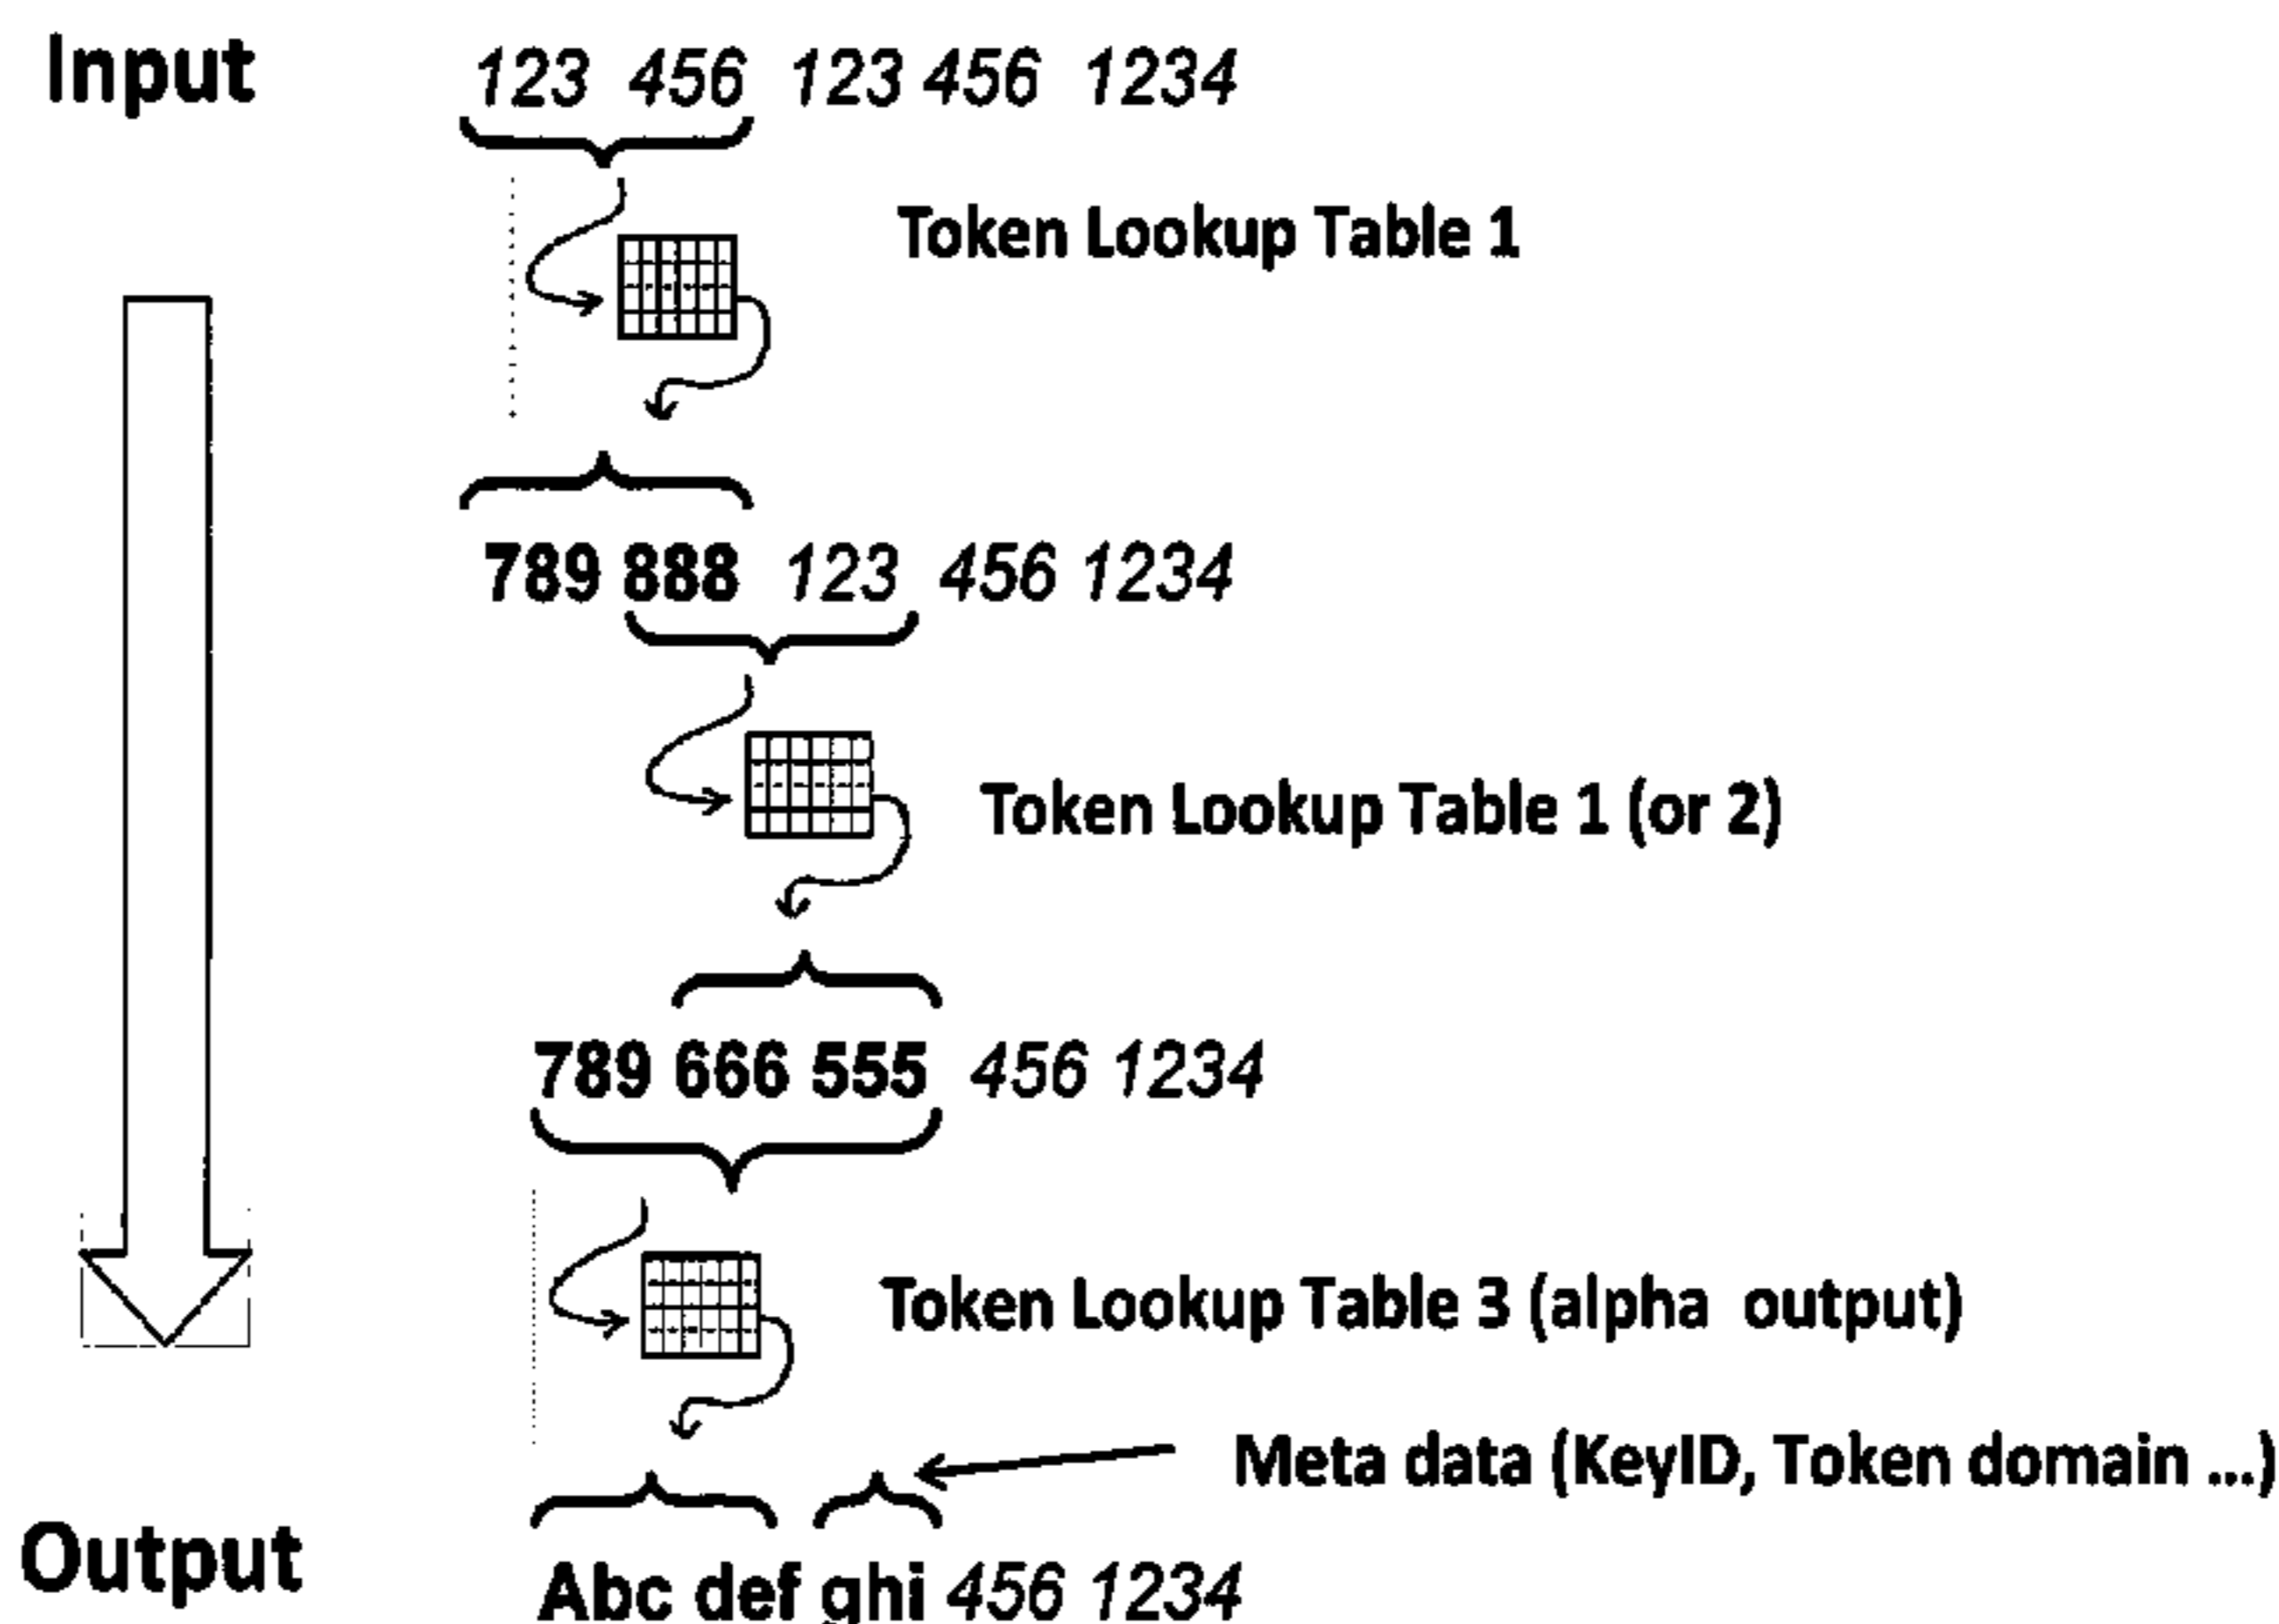 Input 123 456 123 456 1234
Token Lookup Table 1
789 888 123 456 1234
Token Lookup Table 1 (or 2)
789 666 555 456 1234
Token Lookup Table 3 (alpha output)
Meta data (KeyID, Token domain ...)
Output Abc def ghi 456 1234